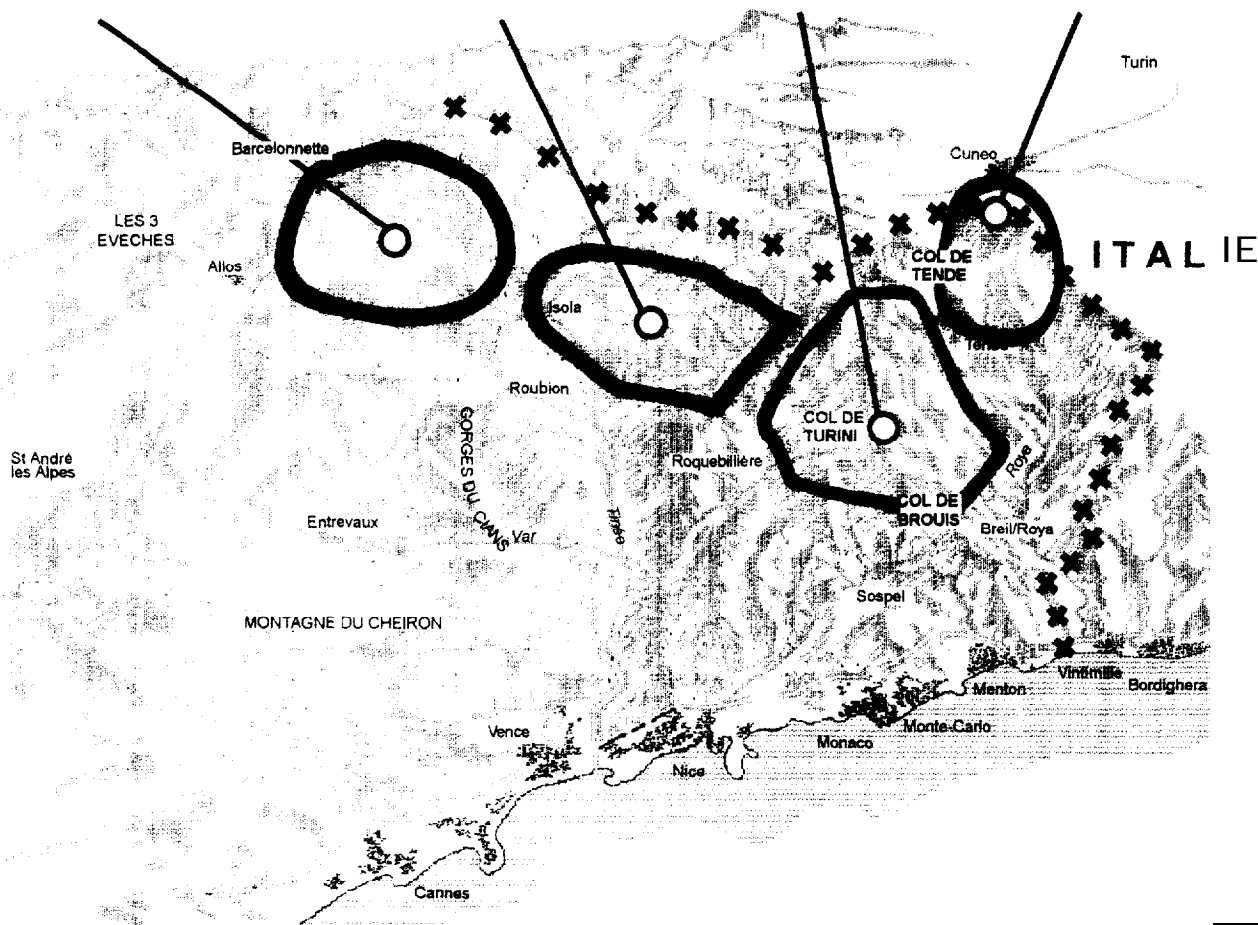 Turin
Barcelonnette
Cuneo
LES 3
EVECHES
COL DE
TENDE
ITALIE
Allos
Isola
Roubion
COL DE
TURINI
GORGES DU CIANS
Roquebillière
Roya
St André
les Alpes
COL DE
BROUIS
Entrevaux
Var
Breil/Roya
Sospel
MONTAGNE DU CHEIRON
Menton
Vintimille
Bordighera
Vence
Monaco
Monte-Carlo
Nice
Cannes